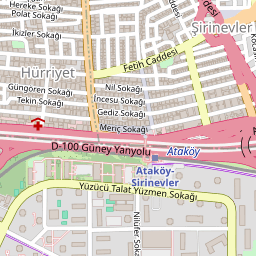 Hereke Sokağı
Polat Sokağı
İkizler Sokağı
Şirinevler
Fetih Caddesi
Caddesi
Hürriyet
Nil Sokağı
Güngören Sokağı
İncesu Sokağı
Tekin Sokağı
Gediz Sokağı
Meriç Sokağı
D-100 Güney Yanyolu
Ataköy
Ataköy-
Şirinevler
Yüzücü Talat Yüzmen Sokağı
Nilüfer Sokağı